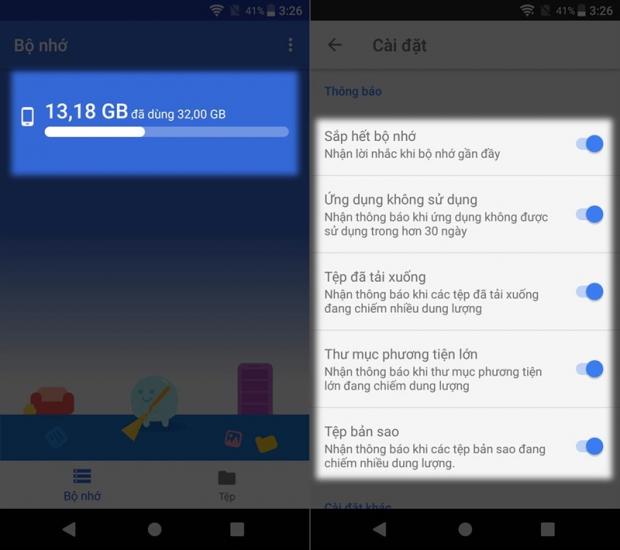 41% 3:26
Bộ nhớ
13,18 GB đã dùng 32,00 GB
Bộ nhớ
Tệp
41% 3:26
Cài đặt
Thông báo
Sắp hết bộ nhớ
Nhận lời nhắc khi bộ nhớ gần đầy
Ứng dụng không sử dụng
Nhận thông báo khi ứng dụng không được
sử dụng trong hơn 30 ngày
Tệp đã tải xuống
Nhận thông báo khi các tệp đã tải xuống
đang chiếm nhiều dung lượng
Thư mục phương tiện lớn
Nhận thông báo khi thư mục phương tiện
lớn đang chiếm dung lượng
Tệp bản sao
Nhận thông báo khi các tệp bản sao đang
chiếm nhiều dung lượng.
Cài đặt khác